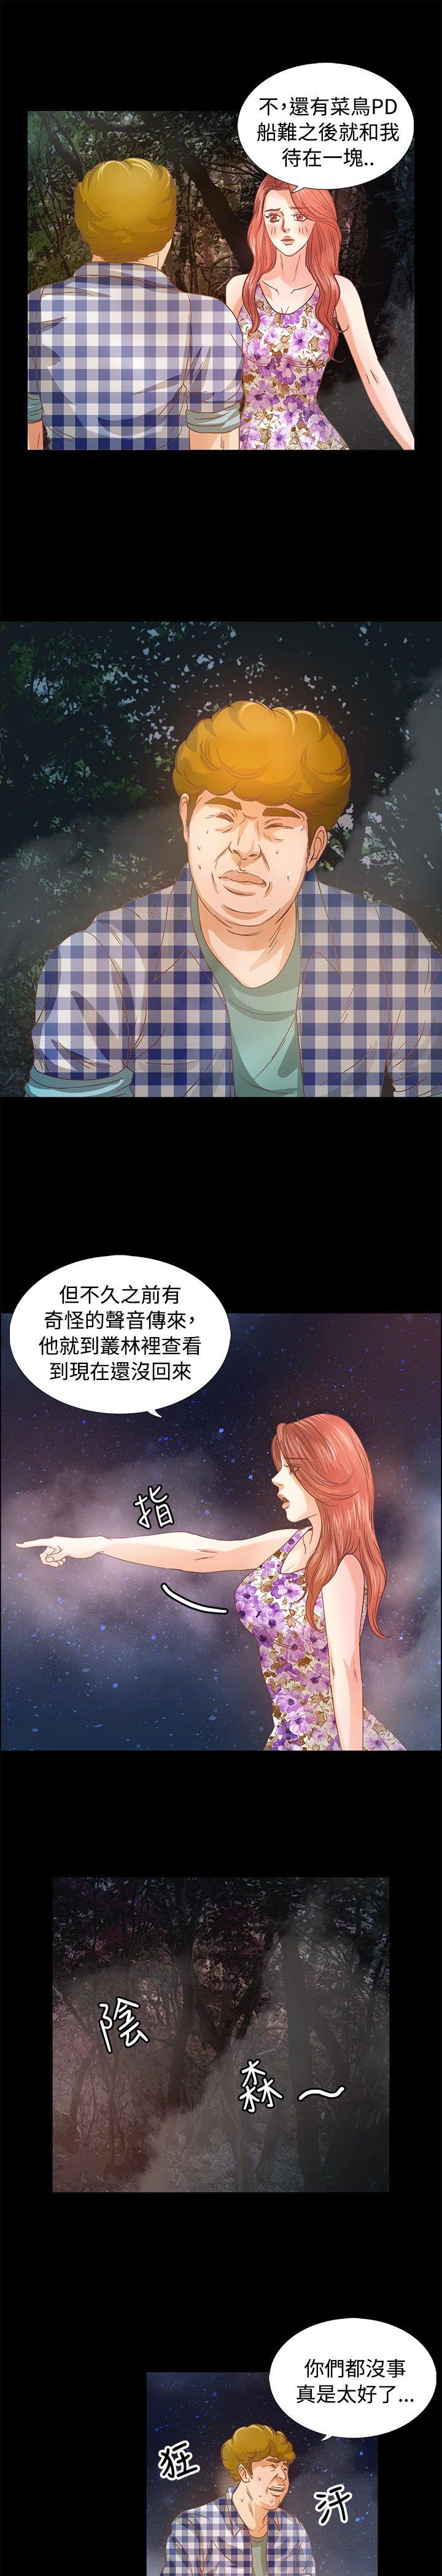 不,還有菜鳥PD
船難之後就和我
待在一塊..
但不久之前有
奇怪的聲音傳來,
他就到叢林裡查看
到現在還沒回來
指
陰
森～
你們都沒事
真是太好了...
狂
汗